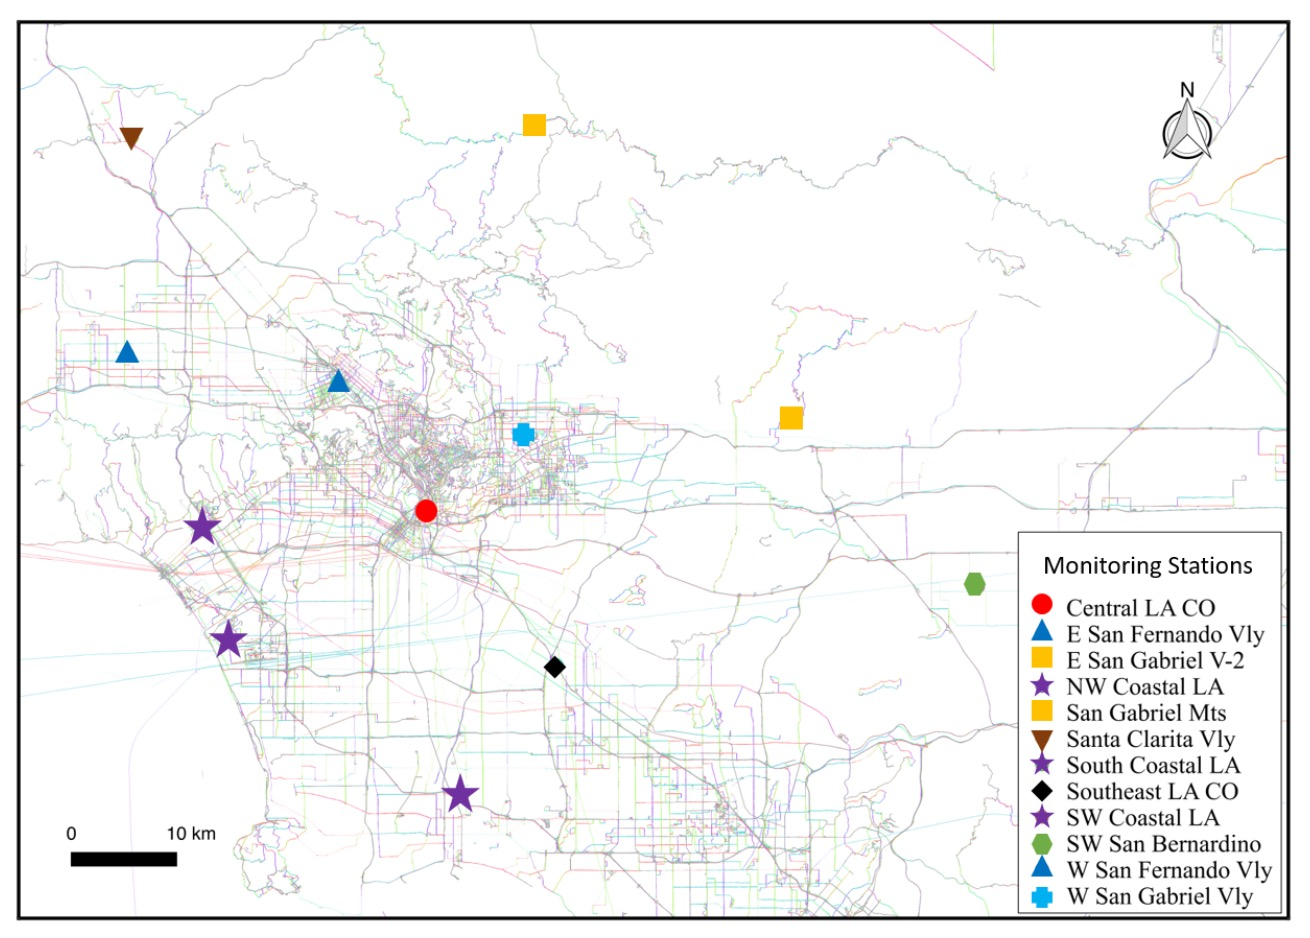 N
Monitoring Stations
Central LA CO
E San Fernando Vly
E San Gabriel V-2
NW Coastal LA
San Gabriel Mts
Santa Clarita Vly
South Coastal LA
Southeast LA CO
SW Coastal LA
SW San Bernardino
W San Fernando Vly
W San Gabriel Vly
0 10 km